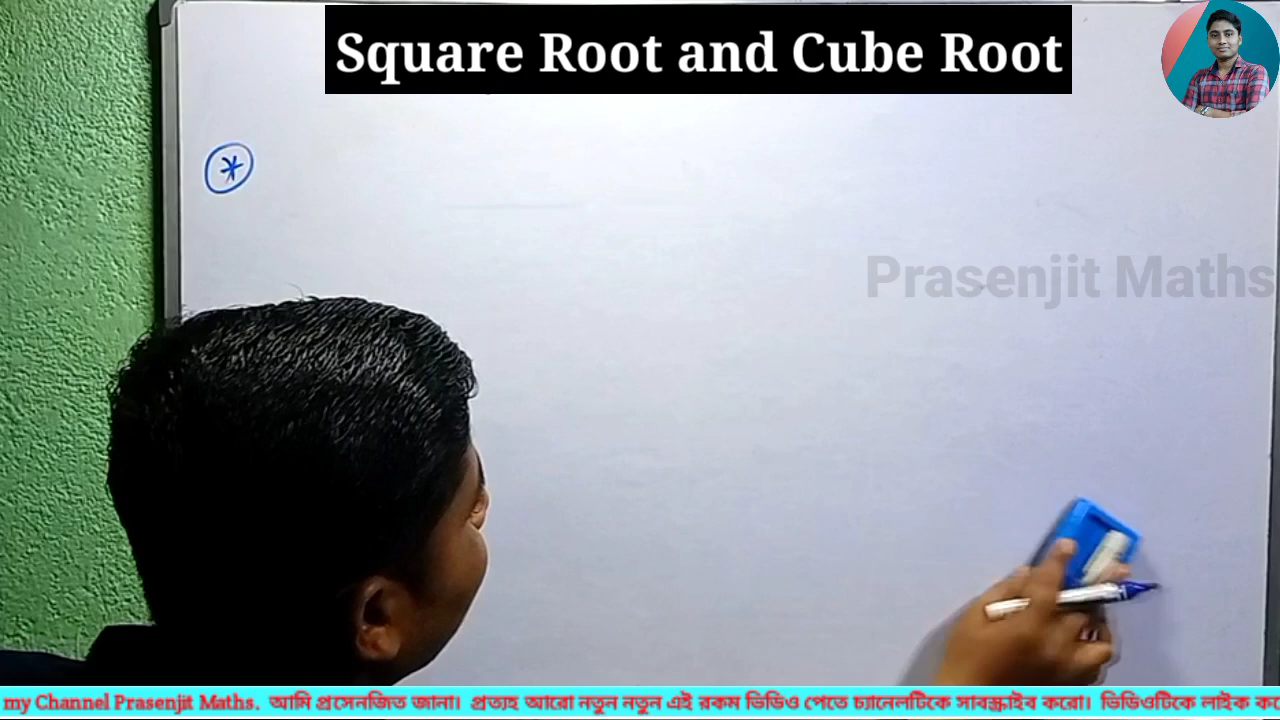 Square Root and Cube Root
*
Prasenjit Maths
my Channel Prasenjit Maths. আমি প্রসেনজিত জানা। প্রত্যহ আরো নতুন নতুন এই রকম ভিডিও পেতে চ্যানেলটিকে সাবস্ক্রাইব করো। ভিডিওটিকে লাইক